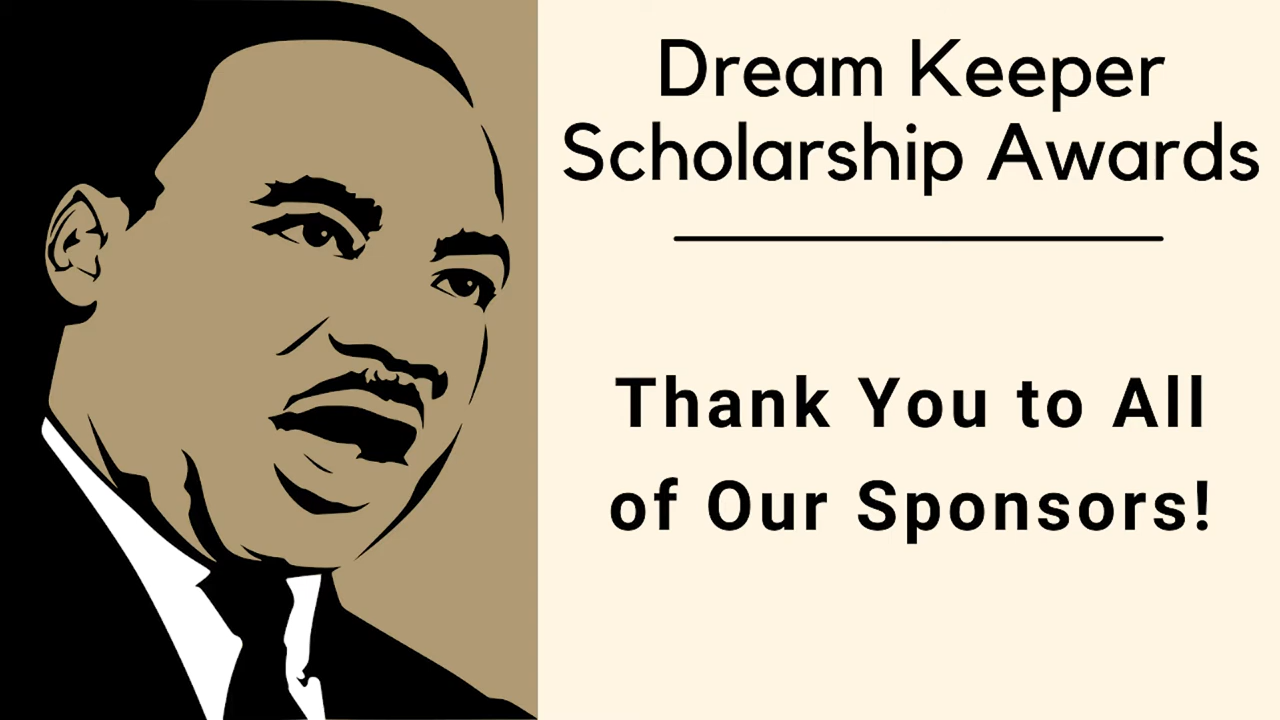 Dream Keeper
Scholarship Awards
Thank You to All
of Our Sponsors!